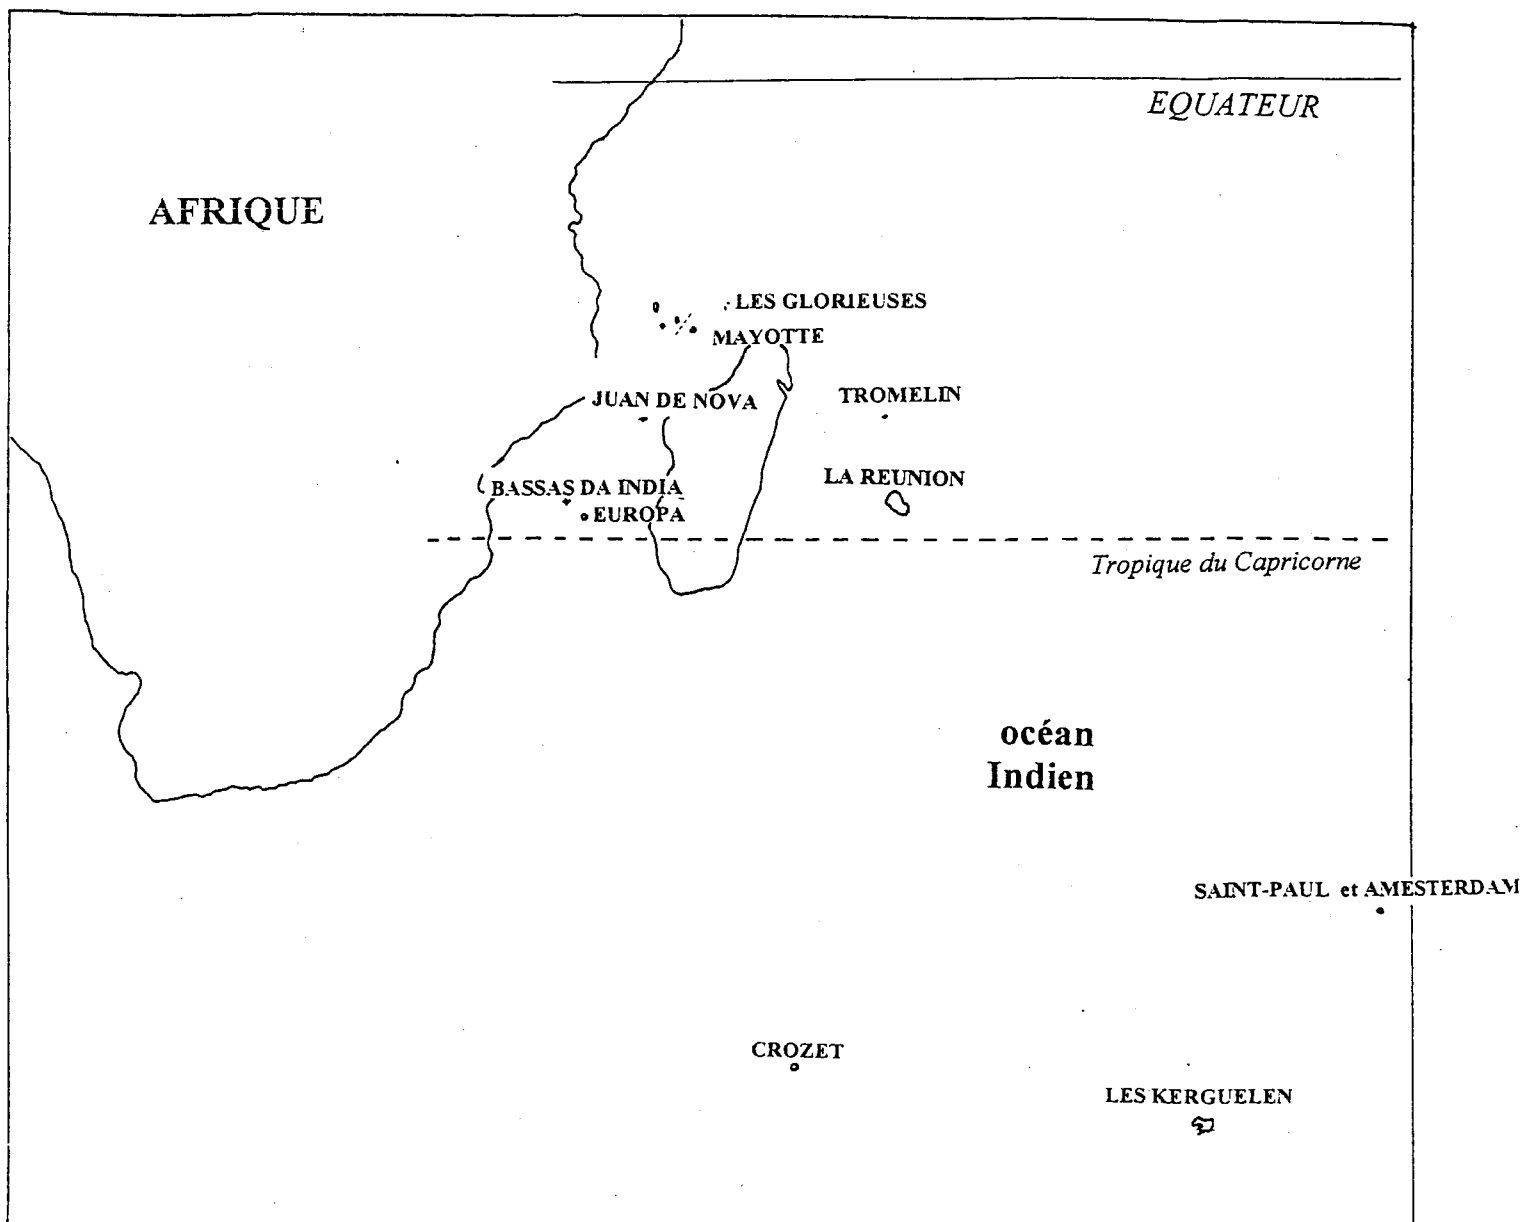 EQUATEUR
AFRIQUE
LES GLORIEUSES
MAYOTTE
JUAN DE NOVA
TROMELIN
LA REUNION
BASSAS DA INDIA
EUROPA
Tropique du Capricorne
océan
Indien
SAINT-PAUL et AMESTERDAM
CROZET
LES KERGUELEN